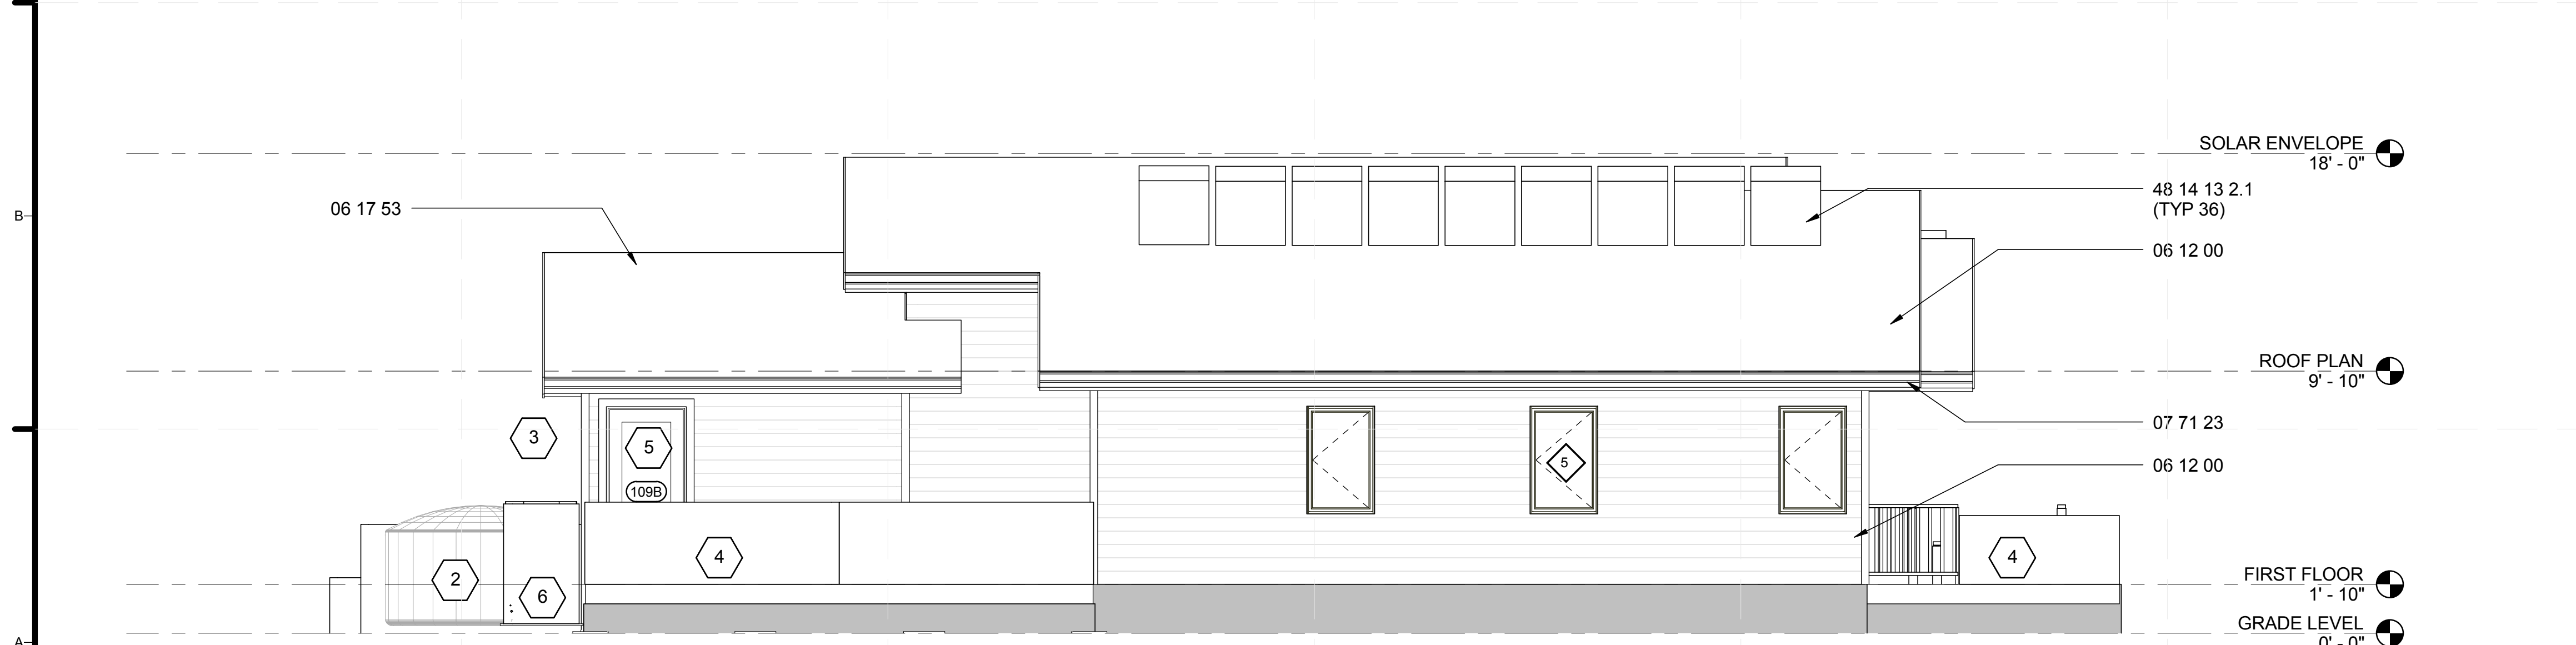 SOLAR ENVELOPE
18' - 0"
48 14 13 2.1
(TYP 36)
06 17 53
B
06 12 00
ROOF PLAN
9' - 10"
07 71 23
3
5
5
06 12 00
109B
4
4
2
6
FIRST FLOOR
1' - 10"
GRADE LEVEL
0' - 0"
A